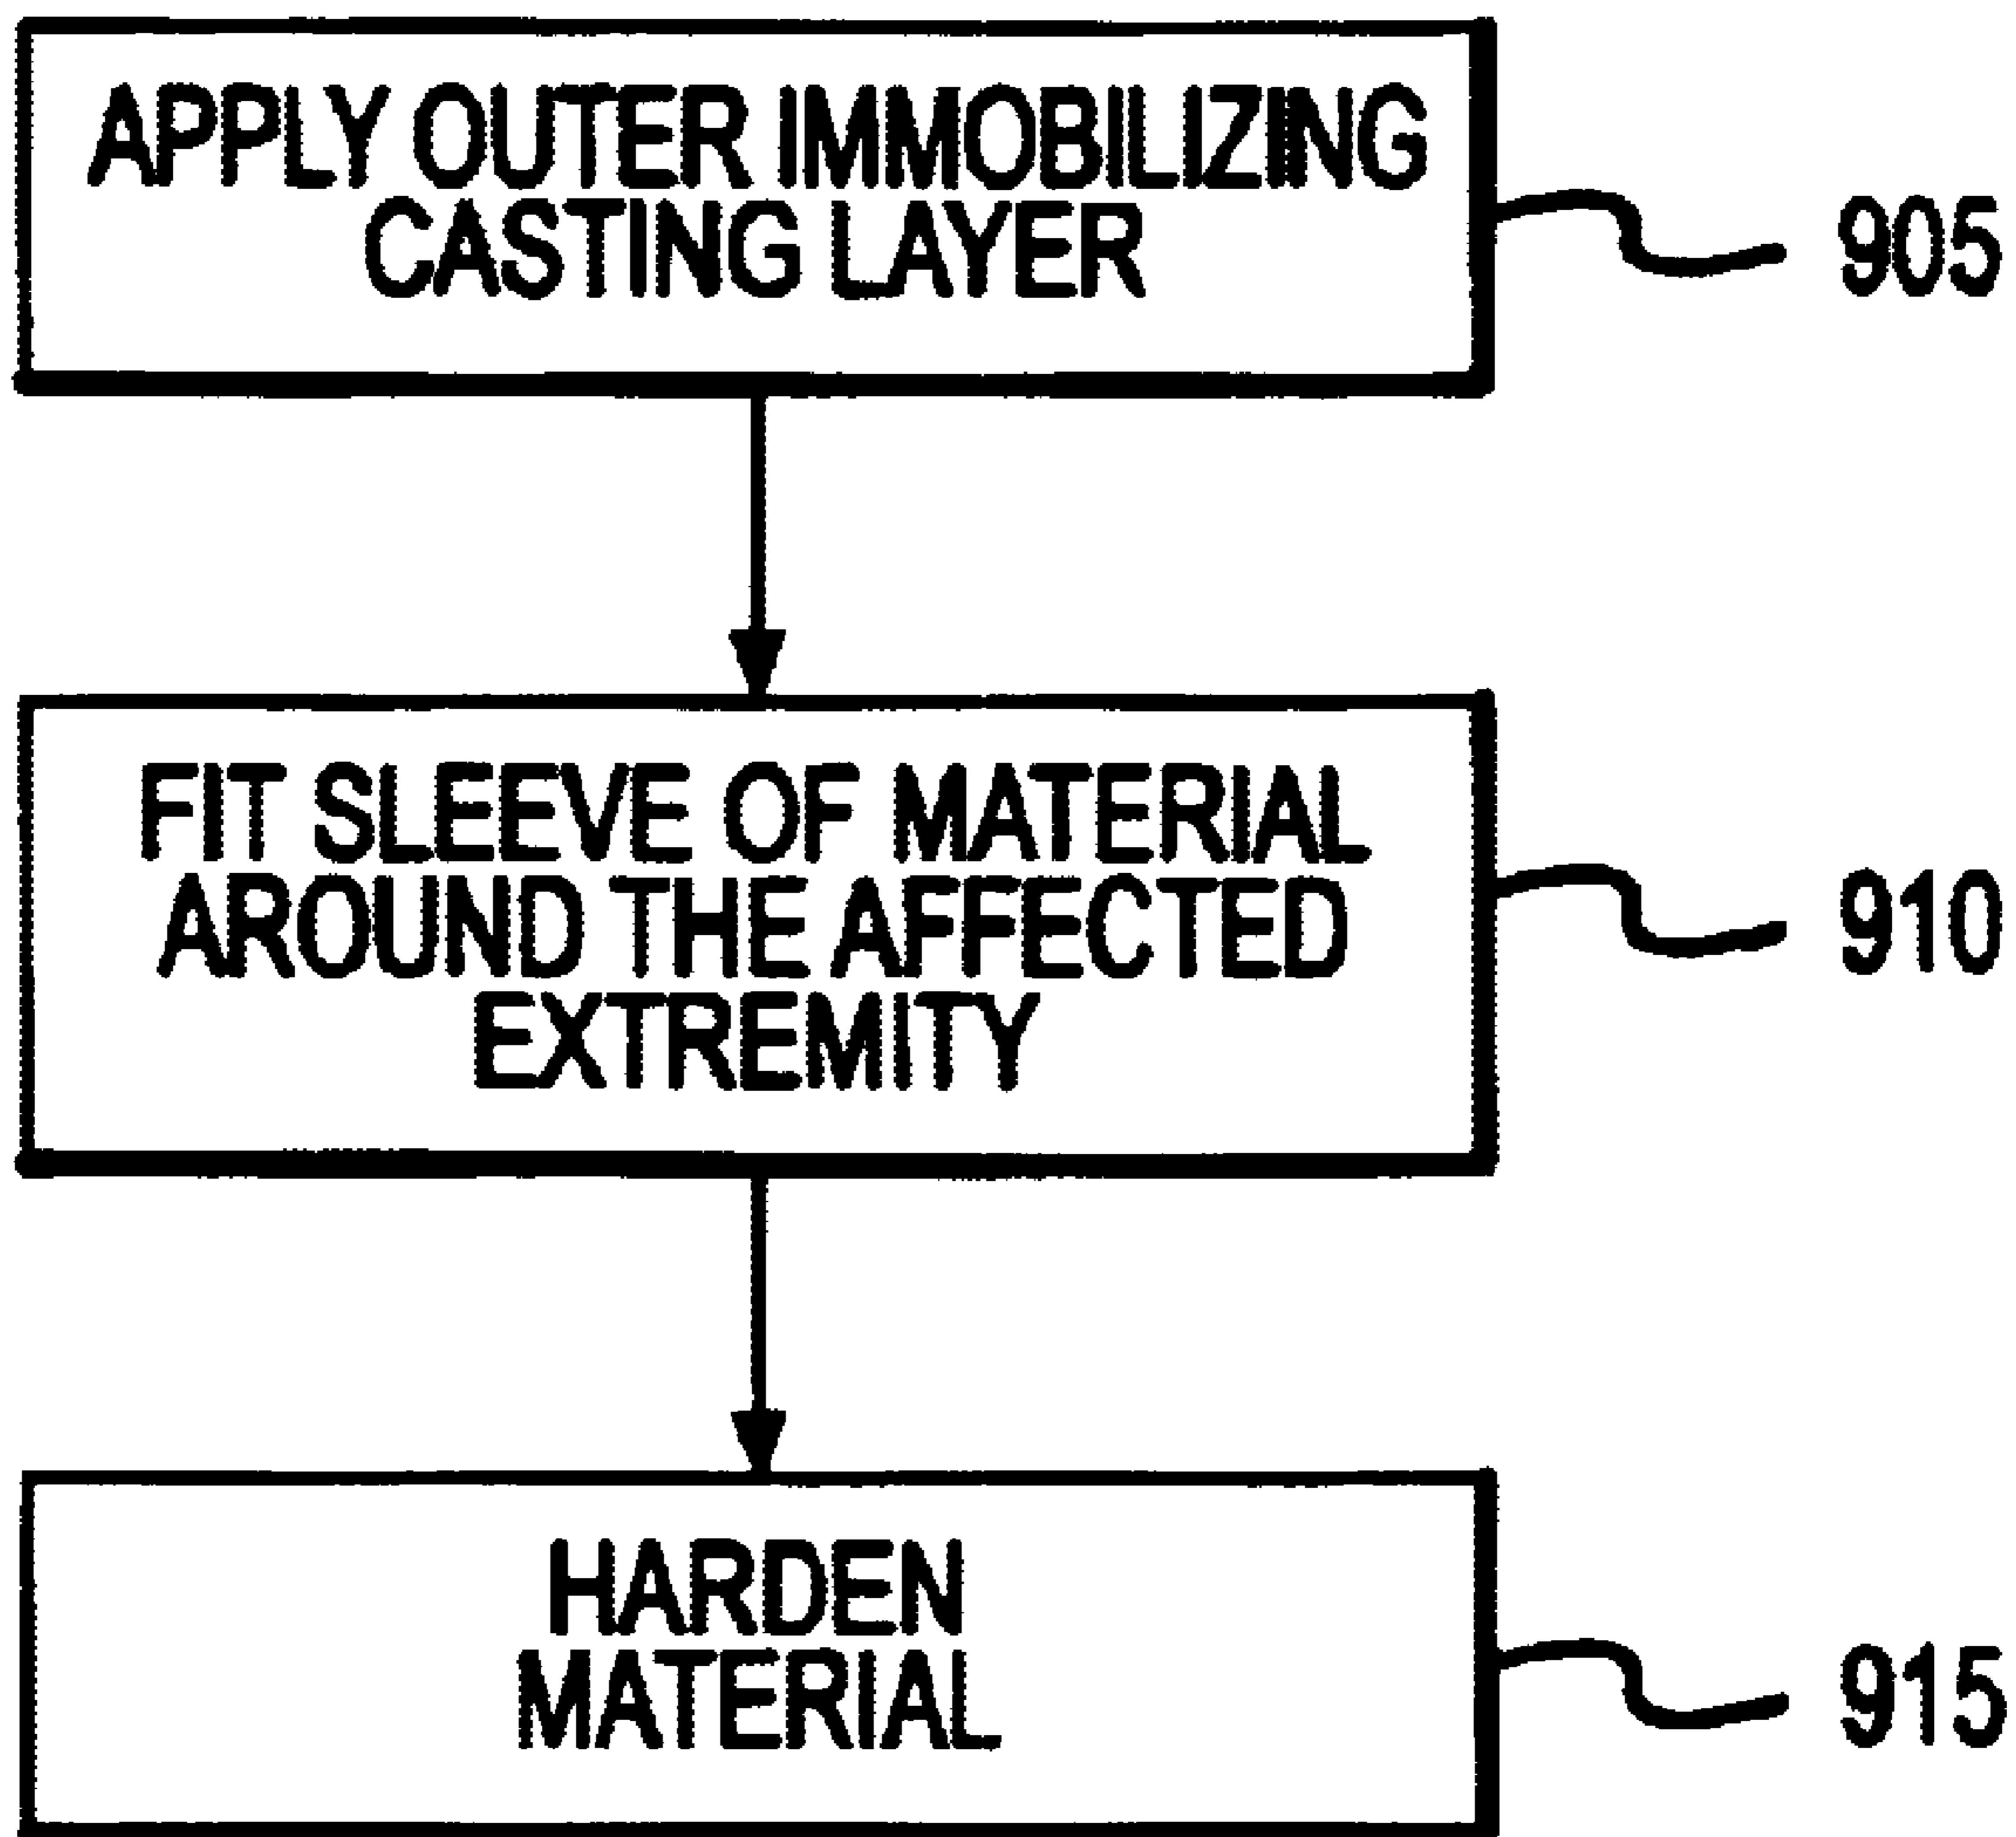 APPLY OUTER IMMOBILIZING
CASTING LAYER
905
FIT SLEEVE OF MATERIAL
AROUND THE AFFECTED
EXTREMITY
910
HARDEN
MATERIAL
915